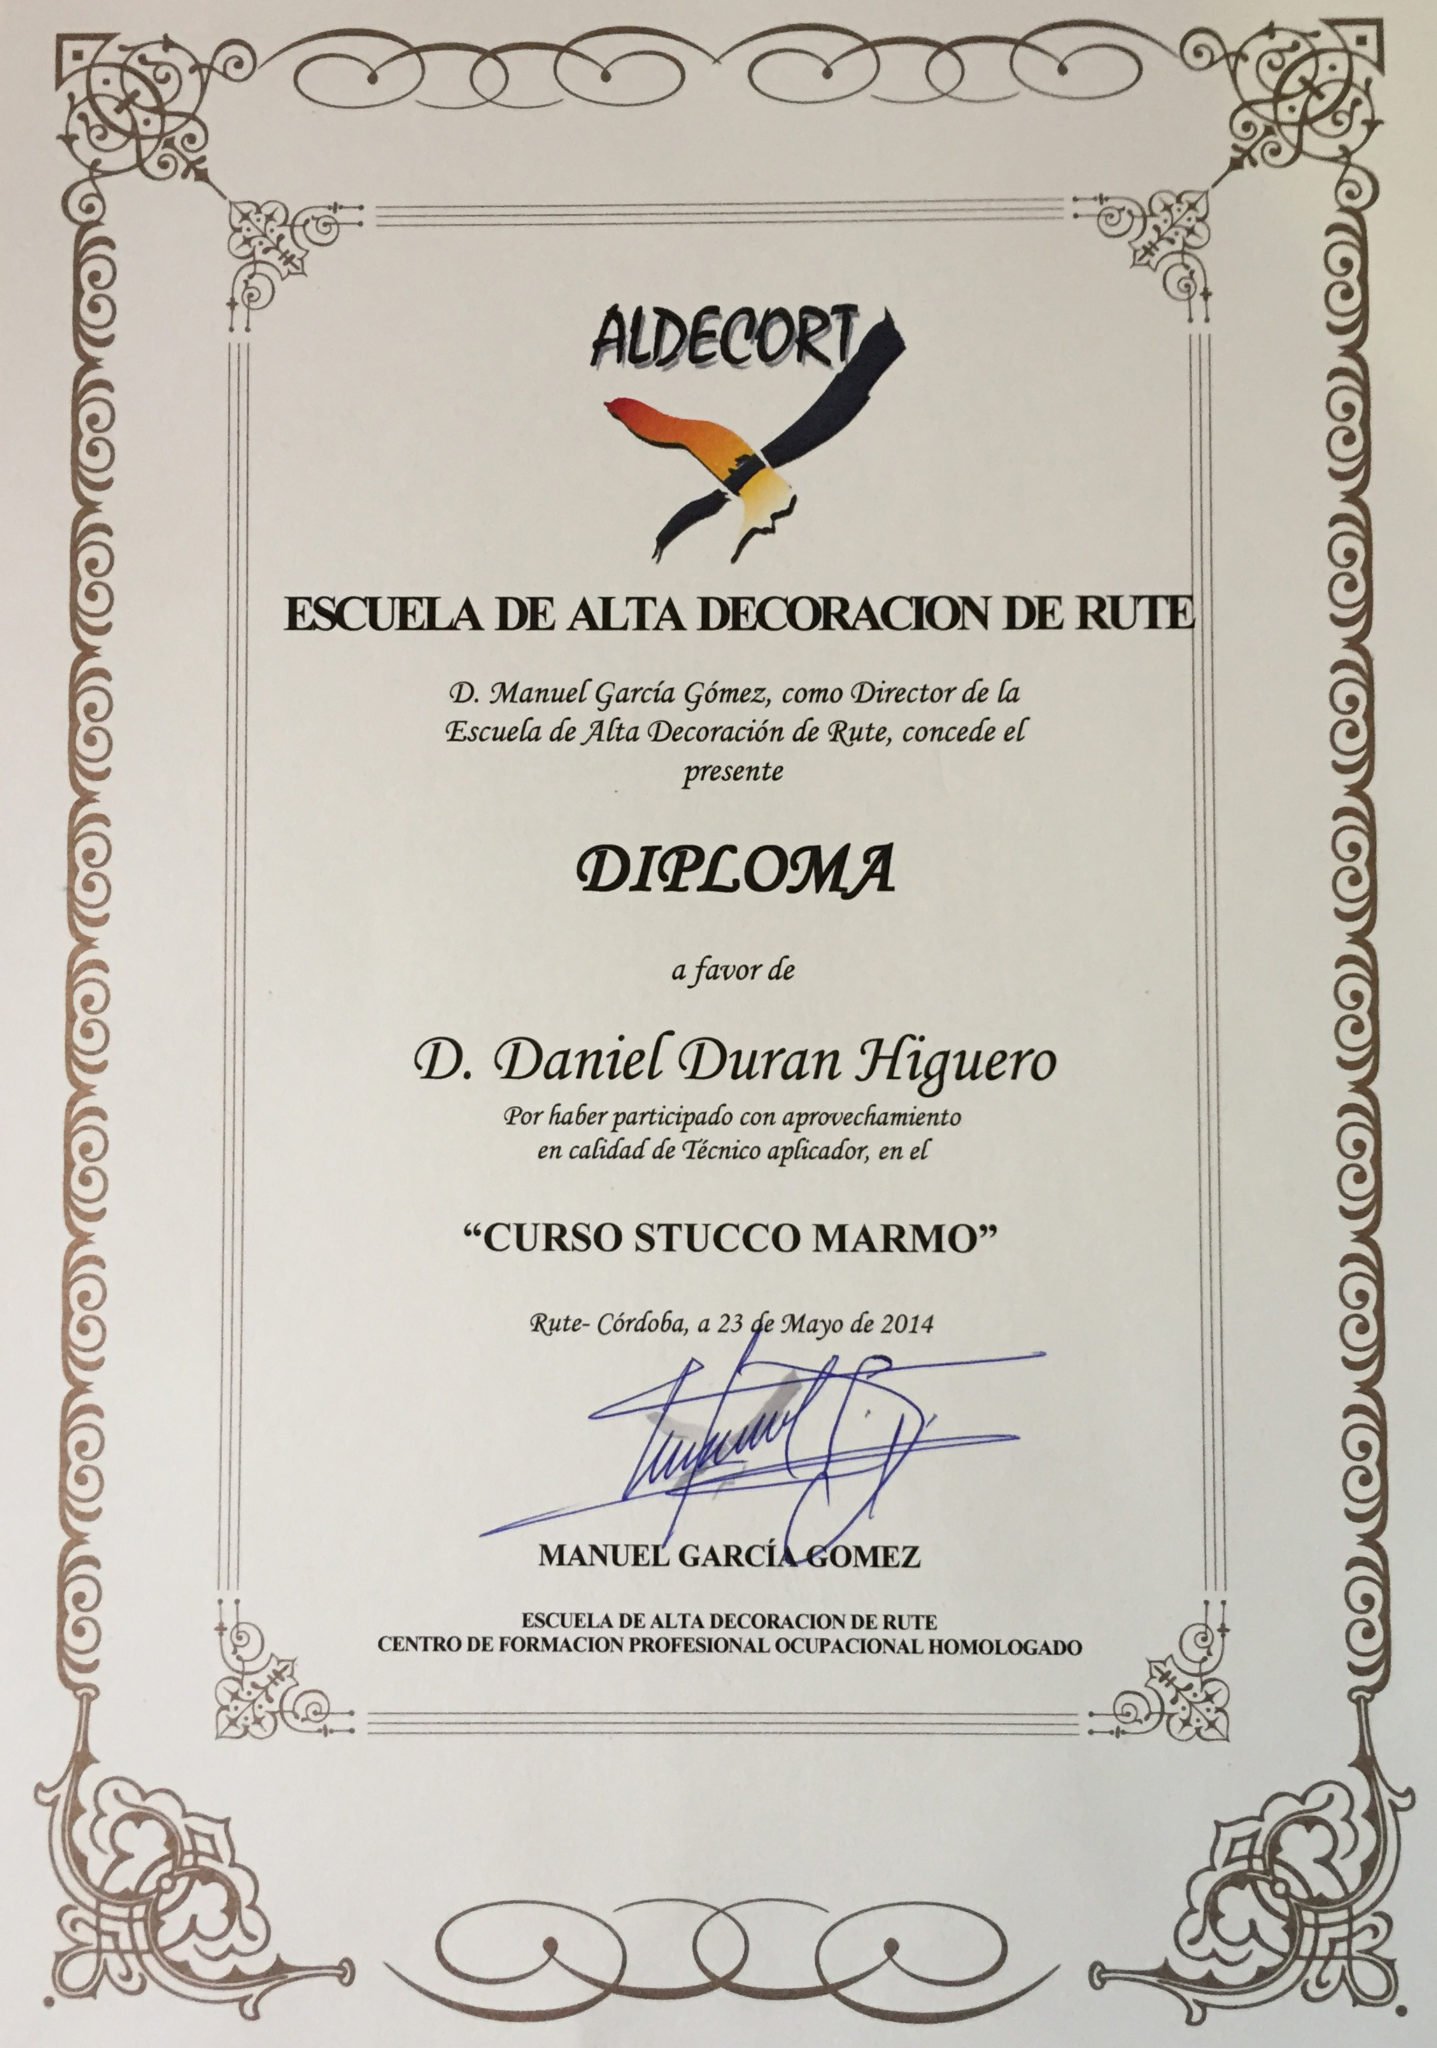 ALDECORT
ESCUELA DE ALTA DECORACION DE RUTE
D. Manuel García Gómez, como Director de la
Escuela de Alta Decoración de Rute, concede el
presente
DIPLOMA
a favor de
D. Daniel Duran Higuero
Por haber participado con aprovechamiento
en calidad de Técnico aplicador, en el
“CURSO STUCCO MARMO”
Rute- Córdoba, a 23 de Mayo de 2014
MANUEL GARCÍA GOMEZ
ESCUELA DE ALTA DECORACION DE RUTE
CENTRO DE FORMACION PROFESIONAL OCUPACIONAL HOMOLOGADO